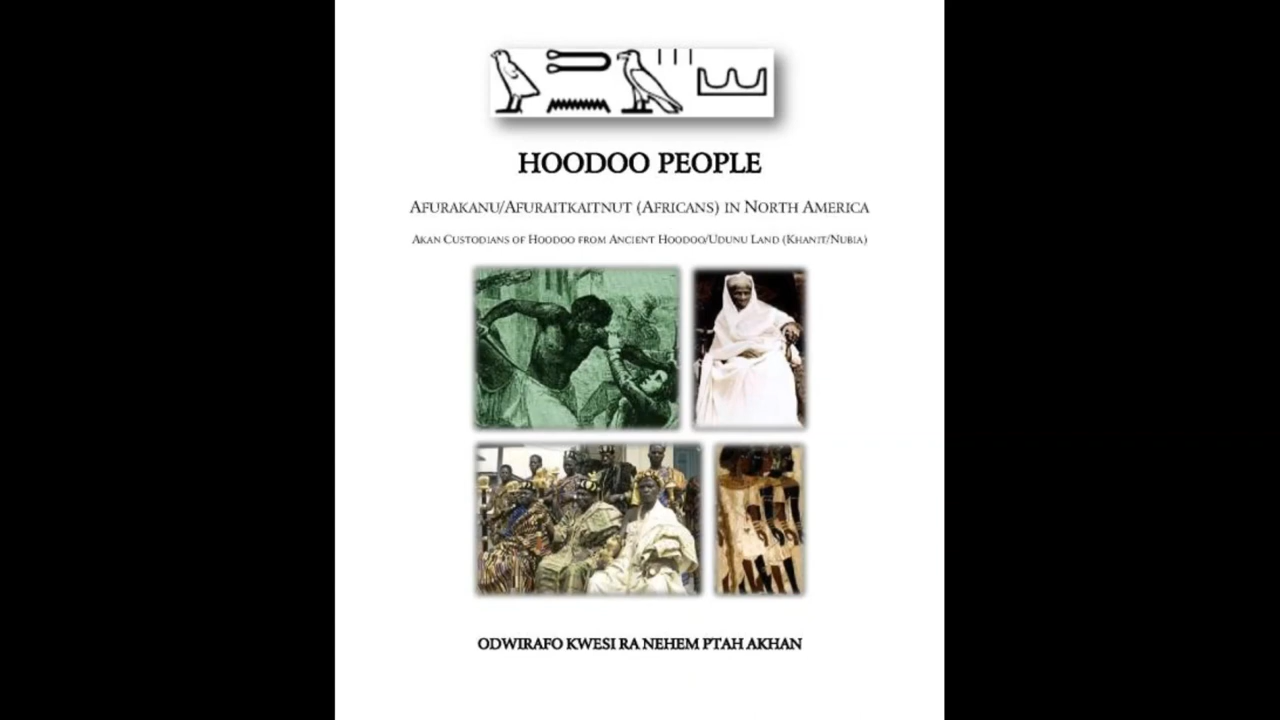 HOODOO PEOPLE
AFURAKANU/AFURAITKAITNUT (AFRICANS) IN NORTH AMERICA
AKAN CUSTODIANS OF HOODOO FROM ANCIENT HOODOO/UDUNU LAND (KHANIT/NUBIA)
ODWIRAFO KWESI RA NEHEM PTAH AKHAN